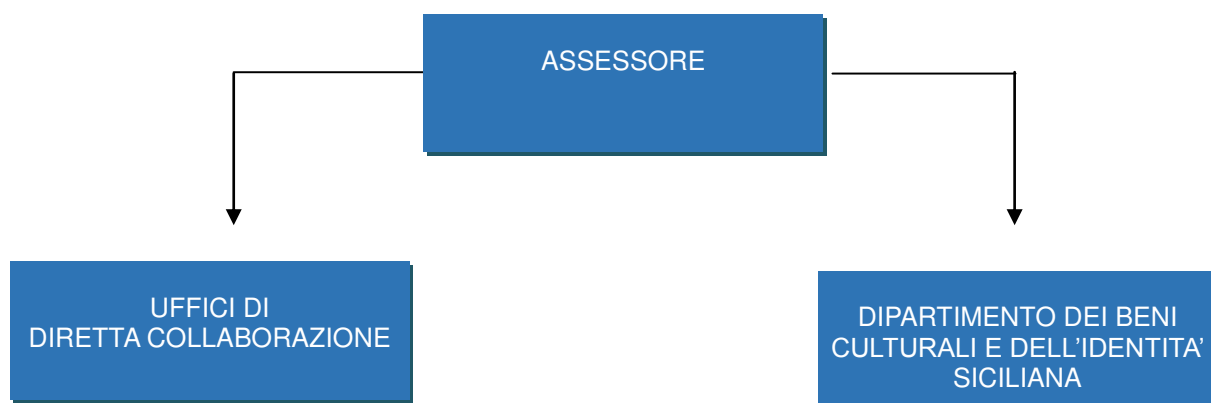 ASSESSORE
UFFICI DI
DIRETTA COLLABORAZIONE
DIPARTIMENTO DEI BENI
CULTURALI E DELL’IDENTITA’
SICILIANA